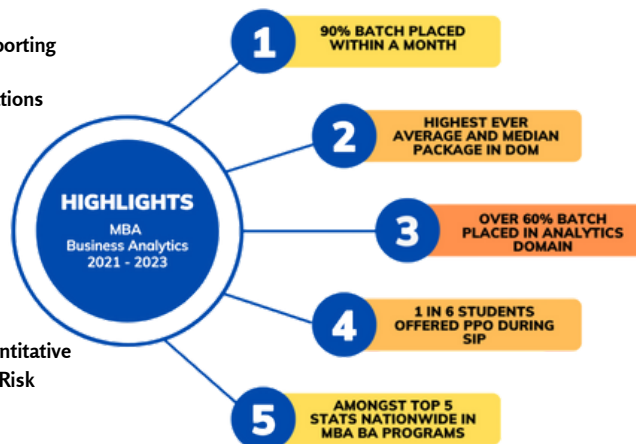 porting
tions
ntitative
Risk
HIGHLIGHTS
MBA
Business Analytics
2021 - 2023
1
90% BATCH PLACED
WITHIN A MONTH
2
HIGHEST EVER
AVERAGE AND MEDIAN
PACKAGE IN DOM
3
OVER 60% BATCH
PLACED IN ANALYTICS
DOMAIN
4
1 IN 6 STUDENTS
OFFERED PPO DURING
SIP
5
AMONGST TOP 5
STATS NATIONWIDE IN
MBA BA PROGRAMS